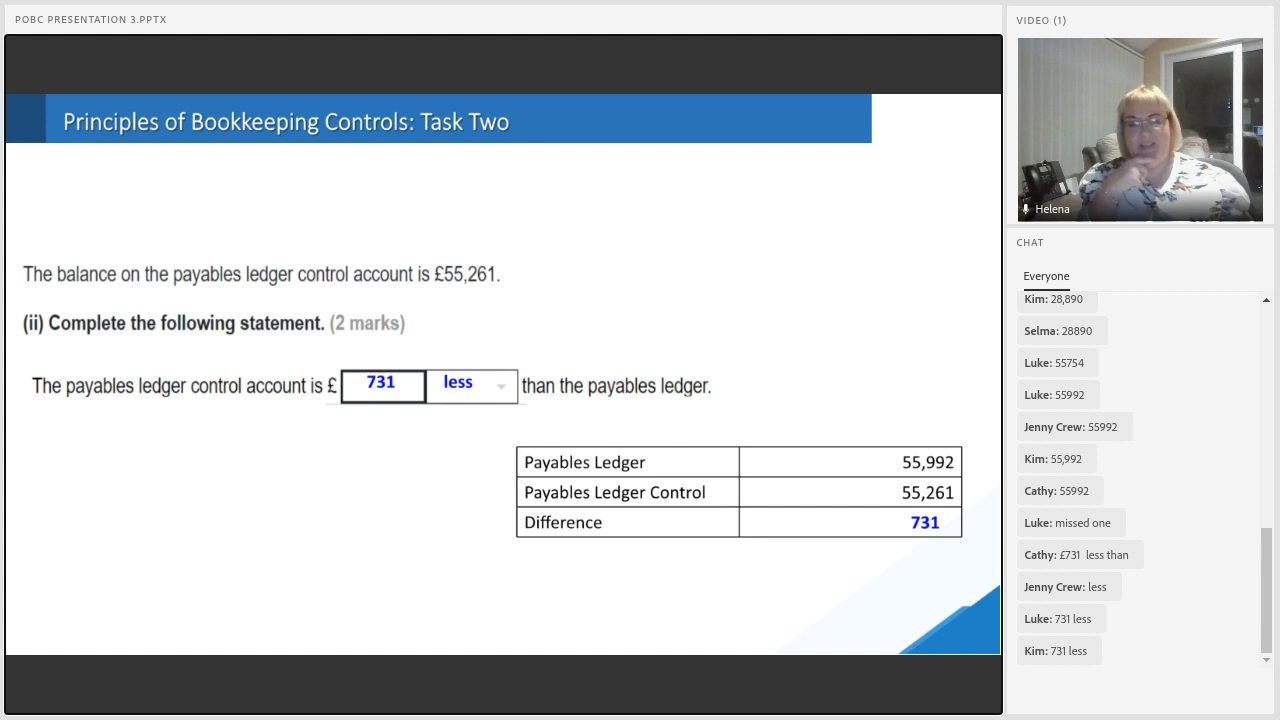 POBC PRESENTATION 3.PPTX
Principles of Bookkeeping Controls: Task Two
The balance on the payables ledger control account is £55,261.
(ii) Complete the following statement. (2 marks)
The payables ledger control account is £ 731 less than the payables ledger.
Payables Ledger 55,992
Payables Ledger Control 55,261
Difference 731
VIDEO (1)
Helena
CHAT
Everyone
Kim: 28,890
Selma: 28890
Luke: 55754
Luke: 55992
Jenny Crew: 55992
Kim: 55,992
Cathy: 55992
Luke: missed one
Cathy: £731 less than
Jenny Crew: less
Luke: 731 less
Kim: 731 less